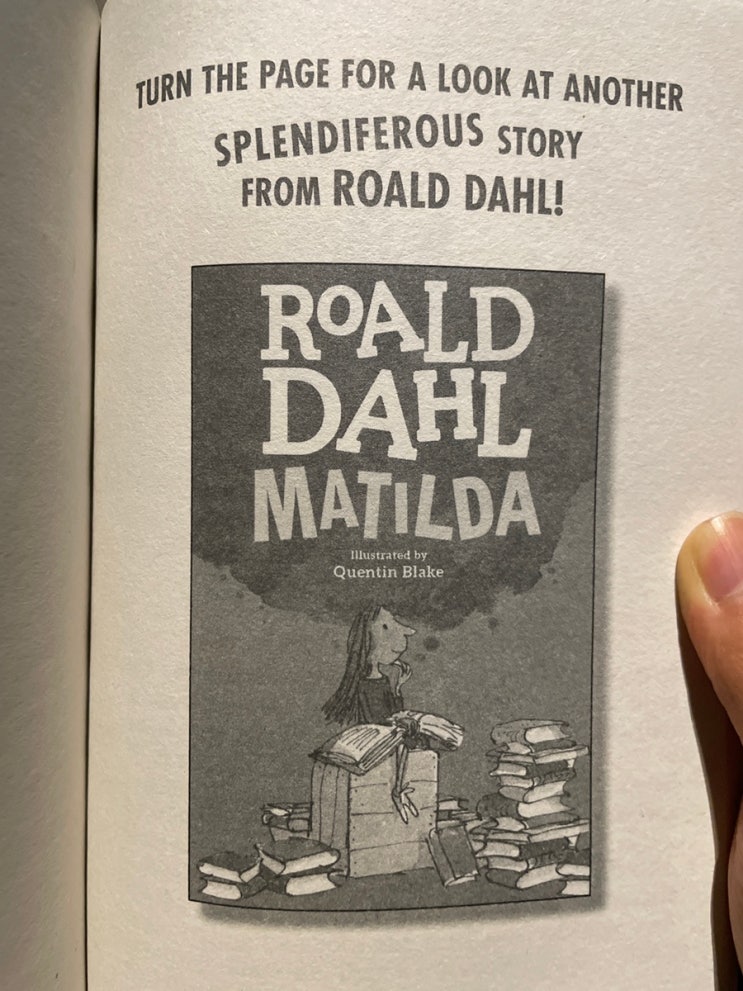 TURN THE PAGE FOR A LOOK AT ANOTHER
SPLENDIFEROUS STORY
FROM ROALD DAHL!
ROALD
DAHL
MATILDA
Illustrated by
Quentin Blake